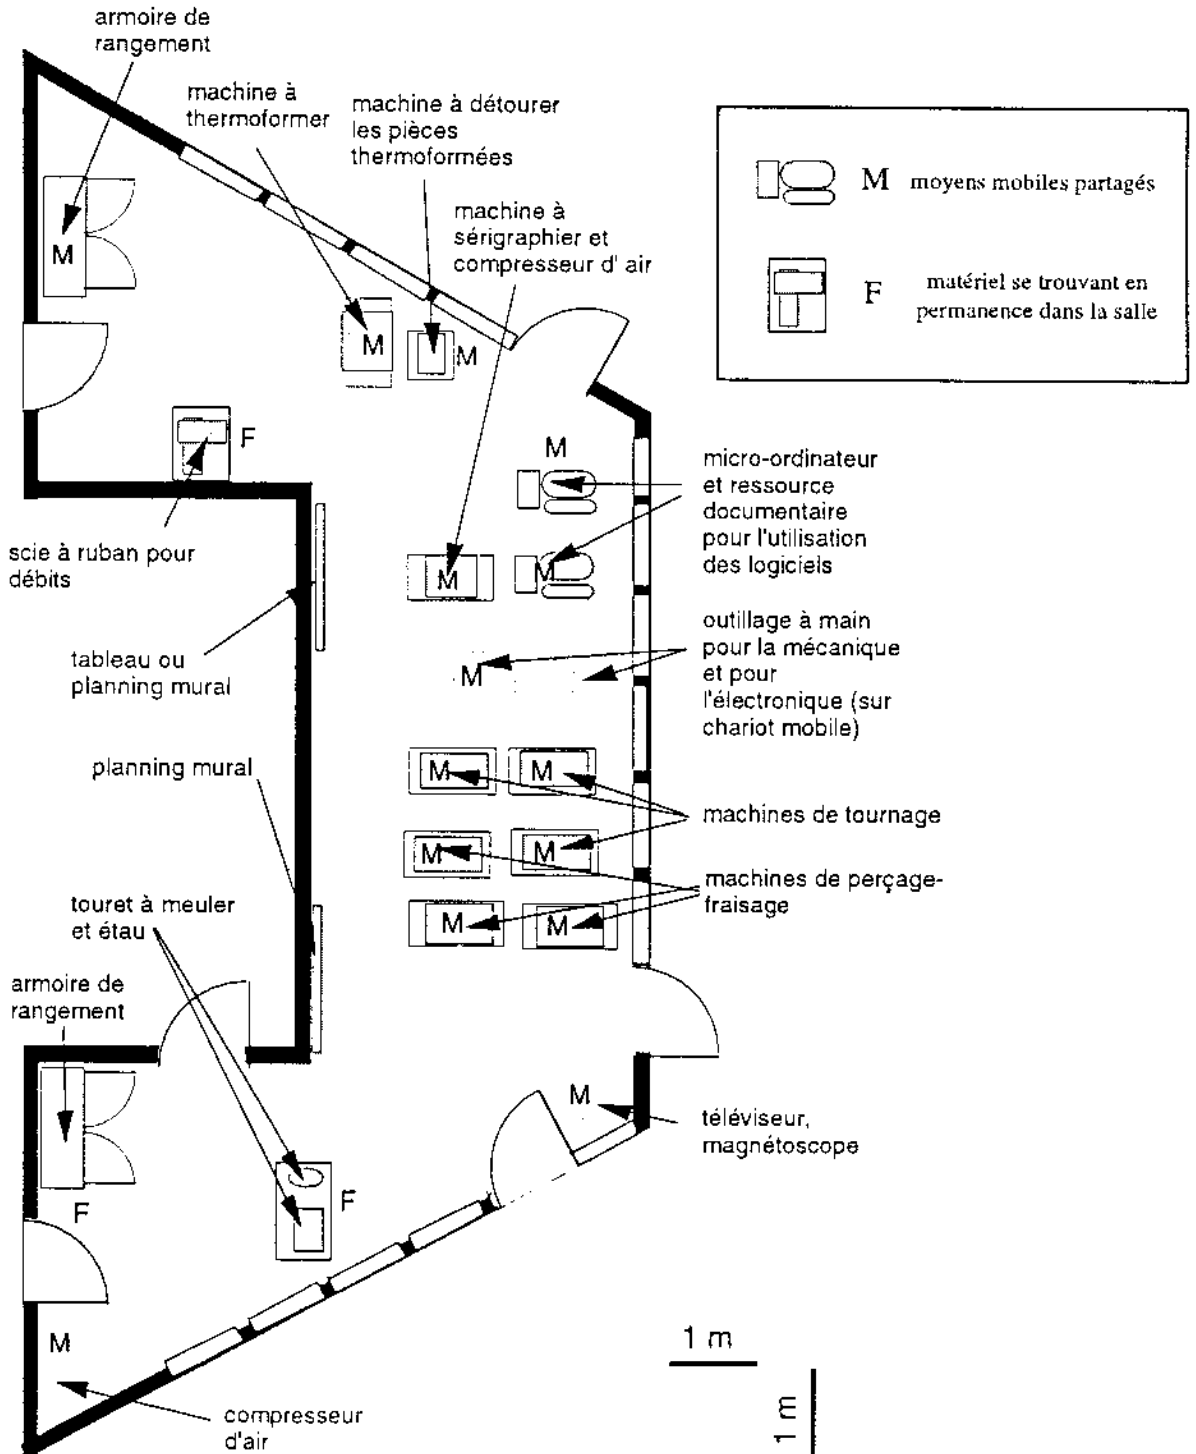 armoire de
rangement
machine à
thermoformer
machine à détourer
les pièces
thermoformées
machine à
sérigraphier et
compresseur d' air
M moyens mobiles partagés
F matériel se trouvant en
permanence dans la salle
M
M
M
F
M
micro-ordinateur
et ressource
documentaire
pour l'utilisation
des logiciels
scie à ruban pour
débits
M
M
outillage à main
pour la mécanique
et pour
l'électronique (sur
chariot mobile)
tableau ou
planning mural
M
planning mural
M
M
machines de tournage
M
M
machines de perçage-
fraisage
touret à meuler
et étau
M
M
armoire de
rangement
M
téléviseur,
magnétoscope
F
F
M
compresseur
d'air
1 m
1 m